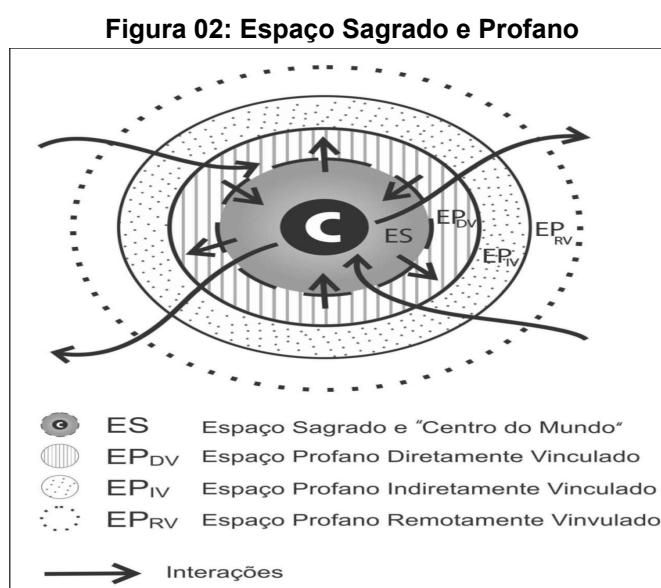 Figura 02: Espaço Sagrado e Profano
C
ES
EPDV
EPIV
EPRV
C ES Espaço Sagrado e "Centro do Mundo"
EPDV Espaço Profano Diretamente Vinculado
EPIV Espaço Profano Indiretamente Vinculado
EPRV Espaço Profano Remotamente Vinvulado
Interações